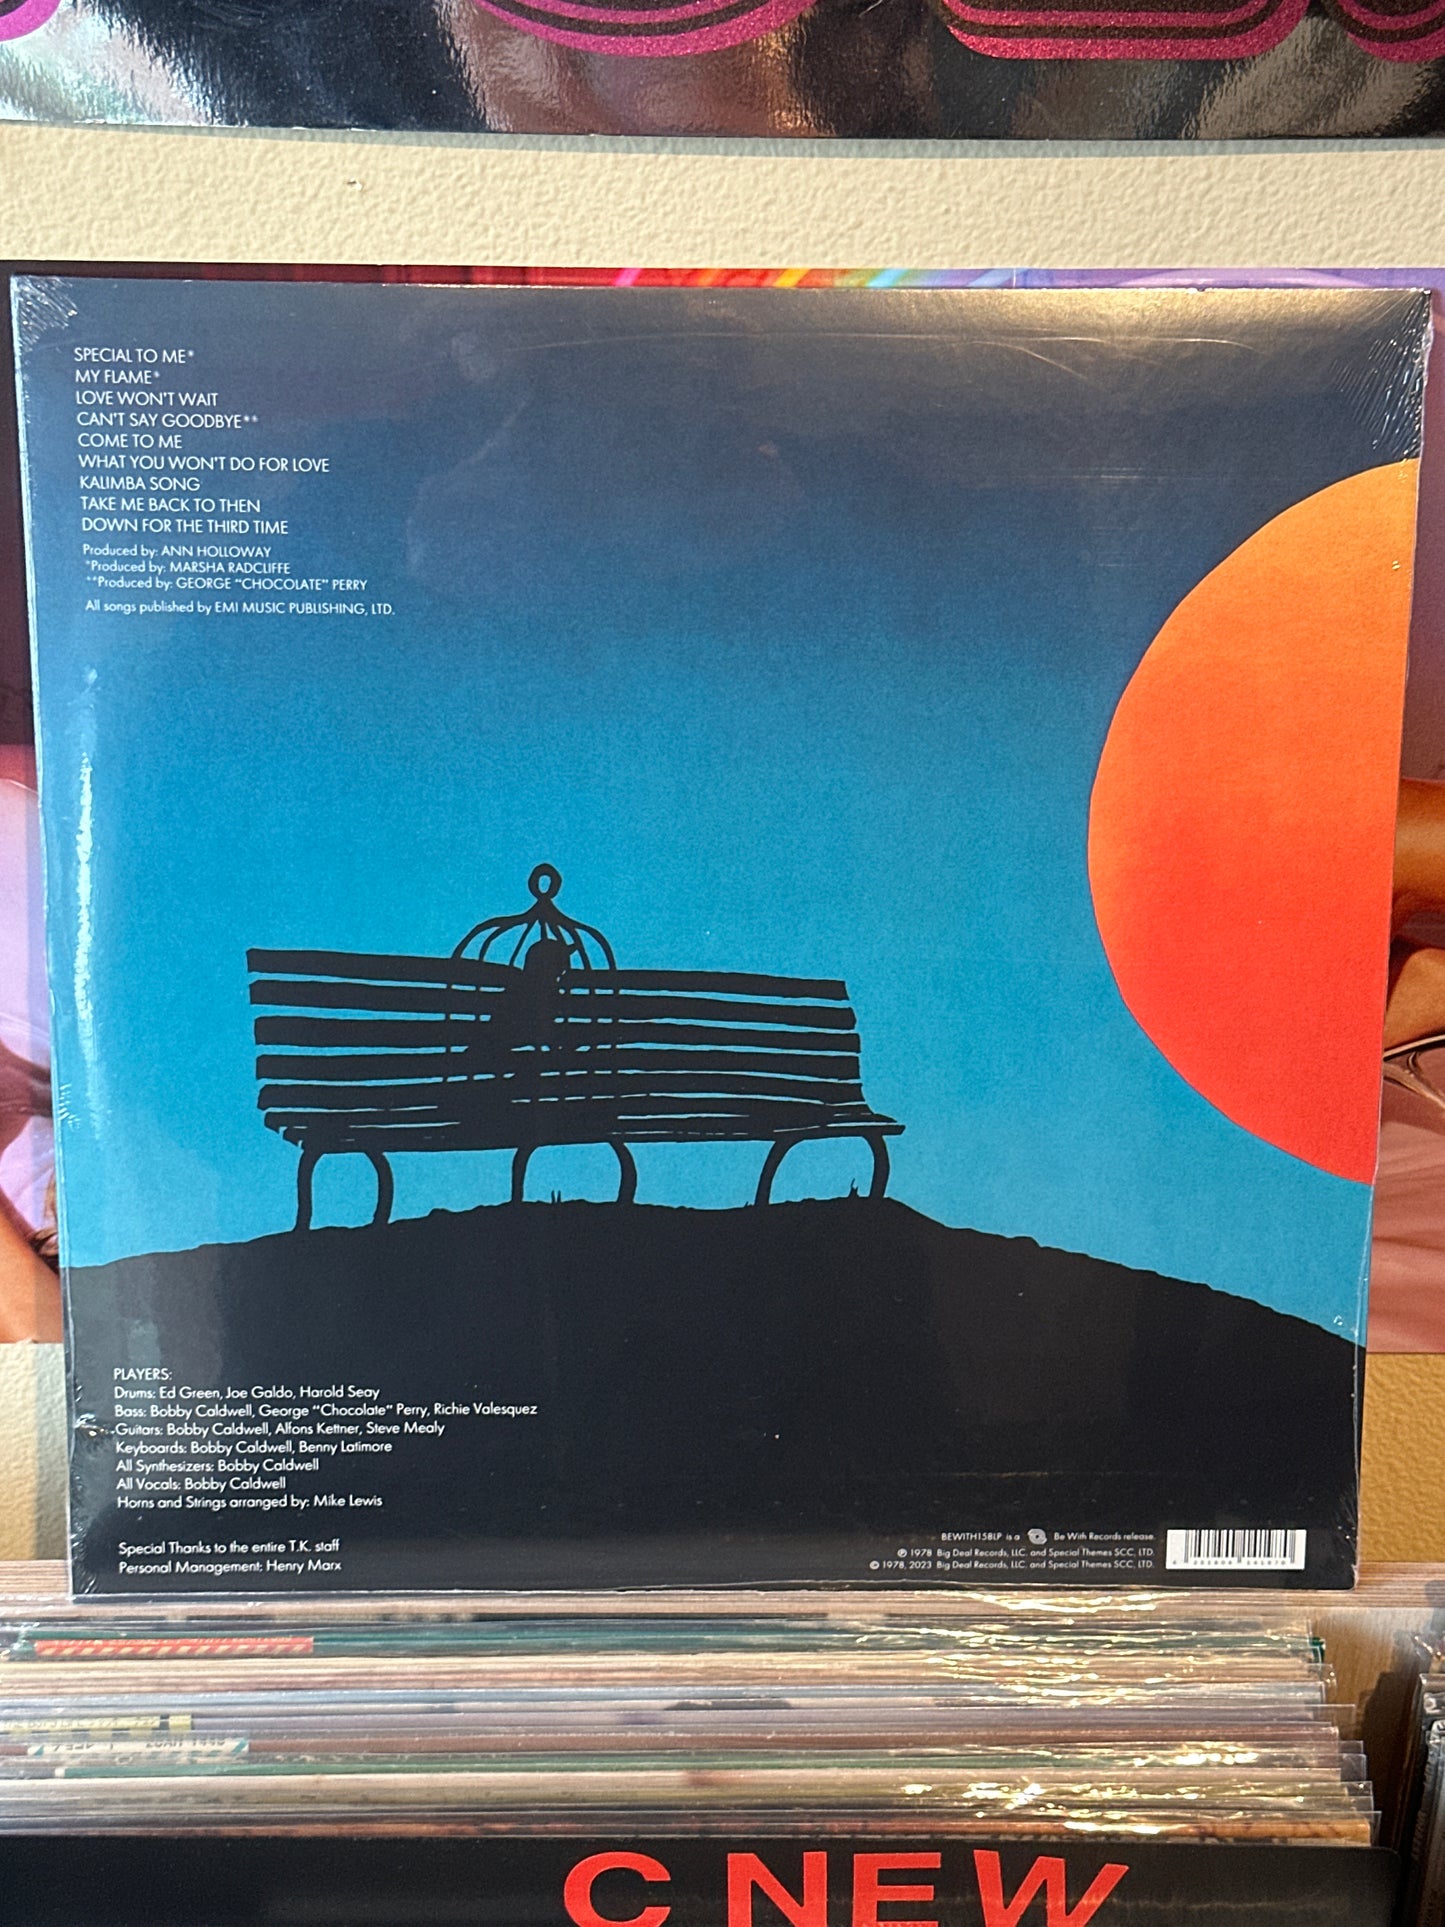 SPECIAL TO ME*
MY FLAME*
LOVE WON'T WAIT
CAN'T SAY GOODBYE**
COME TO ME
WHAT YOU WON'T DO FOR LOVE
KALIMBA SONG
TAKE ME BACK TO THEN
DOWN FOR THE THIRD TIME
Produced by: ANN HOLLOWAY
*Produced by: MARSHA RADCLIFFE
**Produced by: GEORGE "CHOCOLATE" PERRY
All songs published by EMI MUSIC PUBLISHING, LTD.
PLAYERS:
Drums: Ed Green, Joe Galdo, Harold Seay
Bass: Bobby Caldwell, George "Chocolate" Perry, Richie Valesquez
Guitars: Bobby Caldwell, Alfons Kettner, Steve Mealy
Keyboards: Bobby Caldwell, Benny Latimore
All Synthesizers: Bobby Caldwell
All Vocals: Bobby Caldwell
Horns and Strings arranged by: Mike Lewis
Special Thanks to the entire T.K. staff
Personal Management: Henry Marx
BEWITH158LP is a Be With Records release.
℗ 1978 Big Deal Records, LLC. and Special Themes SCC, LTD.
© 1978, 2023 Big Deal Records, LLC. and Special Themes SCC, LTD.
C NEW